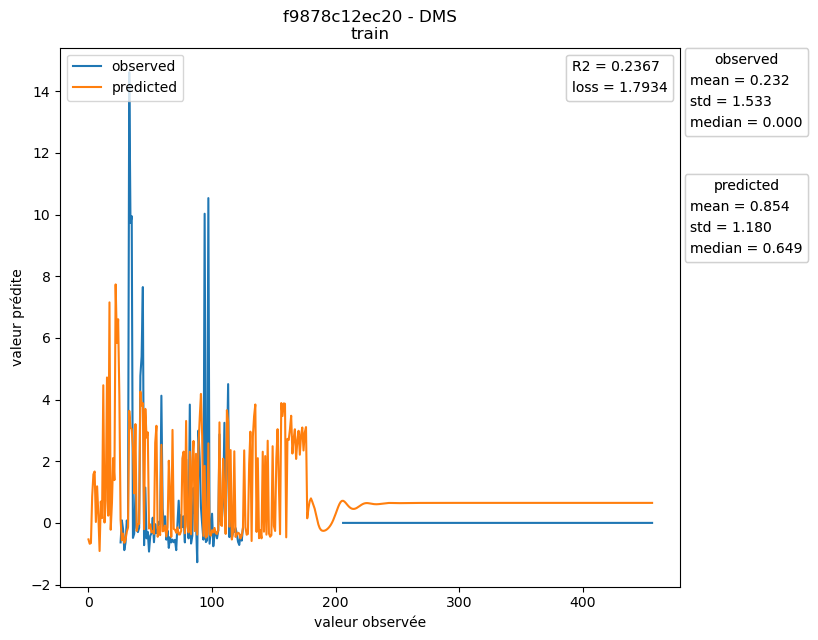 f9878c12ec20 - DMS
train
observed
predicted
R2 = 0.2367
loss = 1.7934
observed
mean = 0.232
std = 1.533
median = 0.000
predicted
mean = 0.854
std = 1.180
median = 0.649
valeur prédite
14
12
10
8
6
4
2
0
−2
0
100
200
300
400
valeur observée